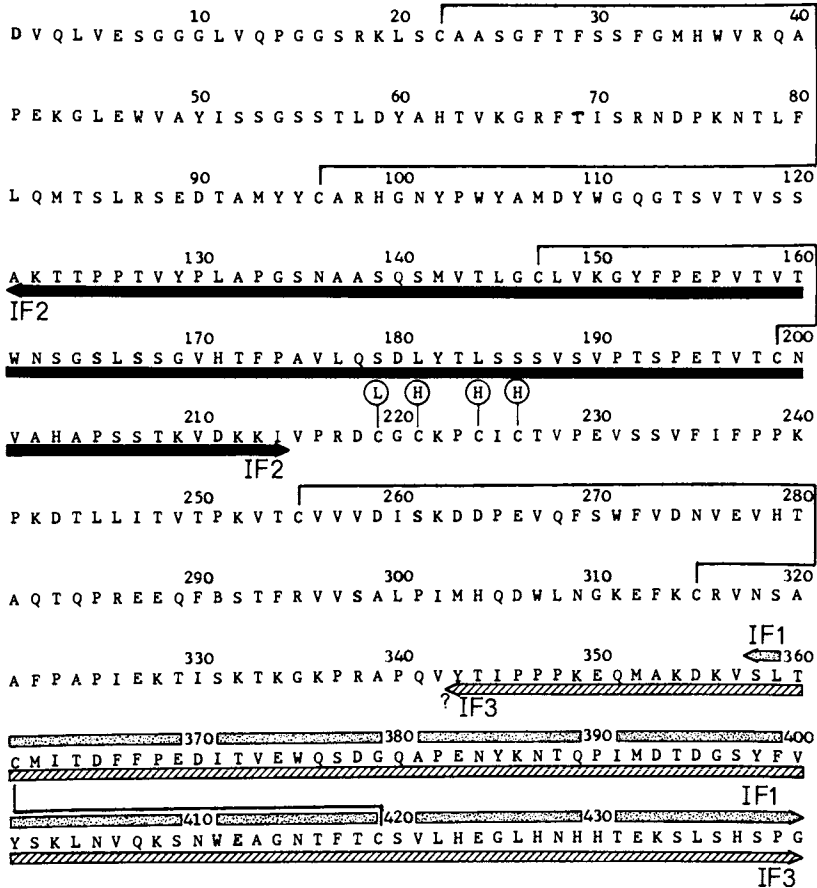 10 20 30 40
D V Q L V E S G G G L V Q P G G S R K L S C A A S G F T F S S F G M H W V R Q A
50 60 70 80
P E K G L E W V A Y I S S G S S T L D Y A H T V K G R F T I S R N D P K N T L F
90 100 110 120
L Q M T S L R S E D T A M Y Y C A R H G N Y P W Y A M D Y W G Q G T S V T V S S
130 140 150 160
A K T T P P T V Y P L A P G S N A A S Q S M V T L G C L V K G Y F P E P V T V T
IF2
170 180 190 200
W N S G S L S S G V H T F P A V L Q S D L Y T L S S S V S V P T S P E T V T C N
L H H H
210 220 230 240
V A H A P S S T K V D K K I V P R D C G C K P C I C T V P E V S S V F I F P P K
IF2
250 260 270 280
P K D T L L I T V T P K V T C V V V D I S K D D P E V Q F S W F V D N V E V H T
290 300 310 320
A Q T Q P R E E Q F B S T F R V V S A L P I M H Q D W L N G K E F K C R V N S A
IF1
330 340 350 360
A F P A P I E K T I S K T K G K P R A P Q V Y T I P P P K E Q M A K D K V S L T
? IF3
370 380 390 400
C M I T D F F P E D I T V E W Q S D G Q A P E N Y K N T Q P I M D T D G S Y F V
IF1
410 420 430
Y S K L N V Q K S N W E A G N T F T C S V L H E G L H N H H T E K S L S H S P G
IF3